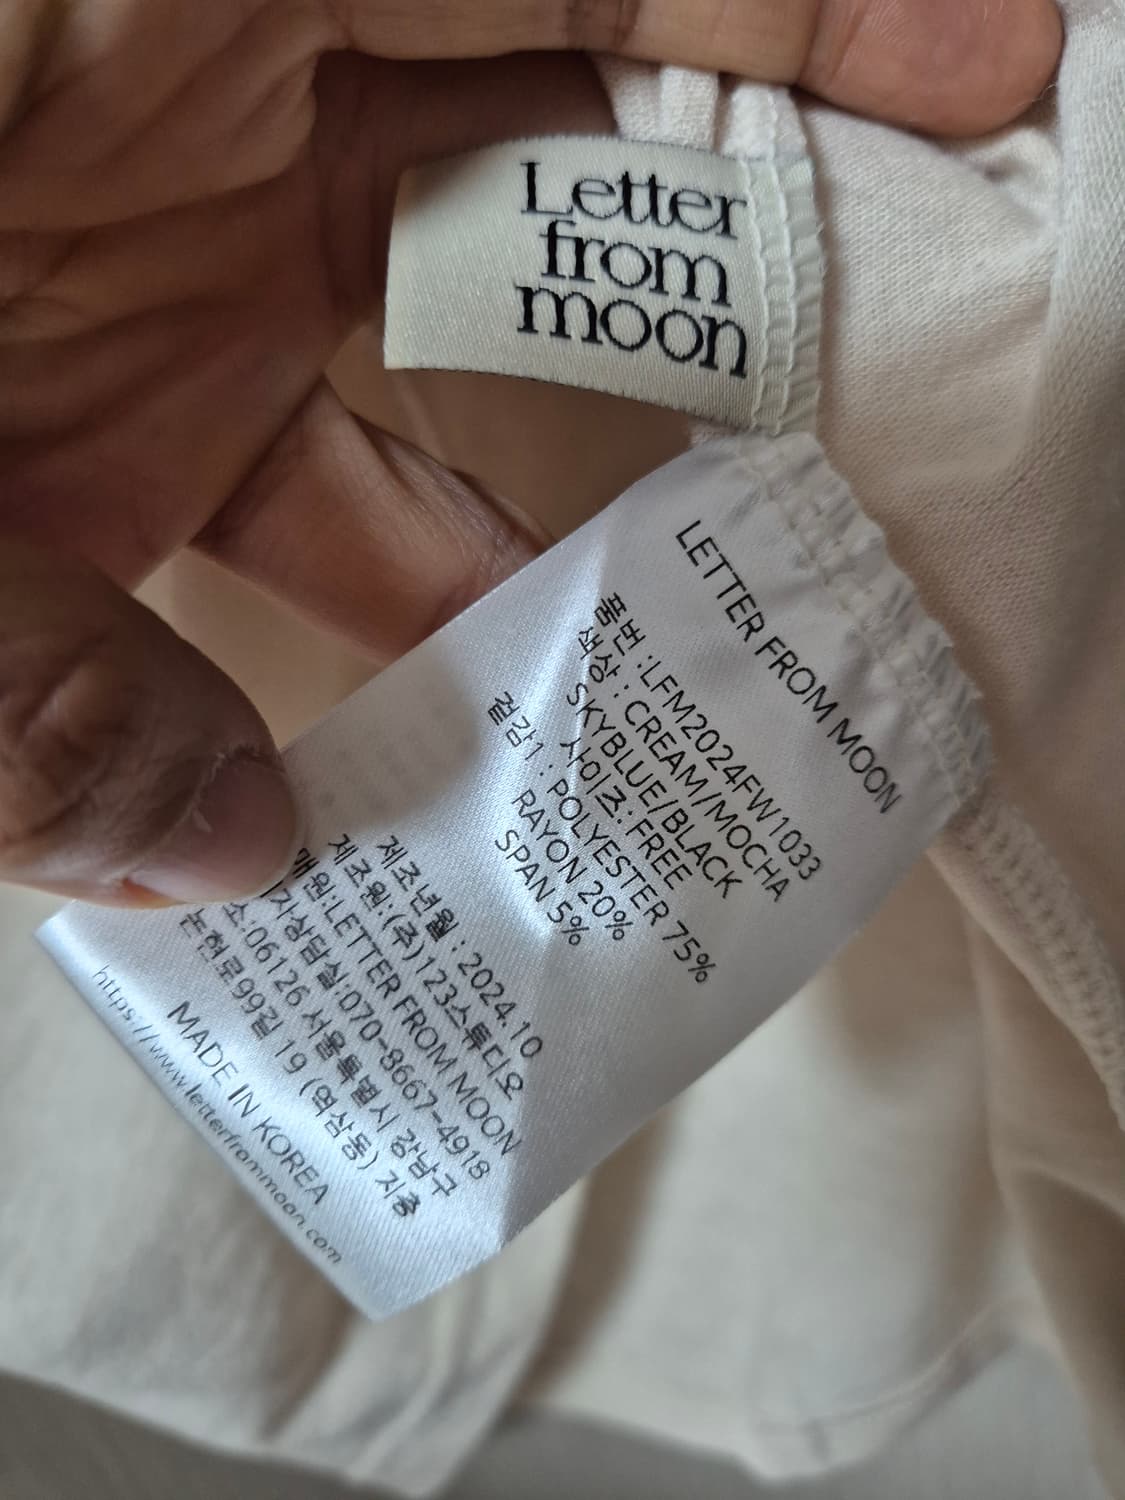 Letter
from
moon
LETTER FROM MOON
품번 :LFM2024FW1033
색상 : CREAM/MOCHA
SKYBLUE/BLACK
사이즈: FREE
겉감1 : POLYESTER 75%
RAYON 20%
SPAN 5%
제조년월 : 2024.10
제조원:(주)123스튜디오
매원:LETTER FROM MOON
상담실:070-8667-4918
소:06126 서울특별시 강남구
논현로99길 19 (역삼동) 지층
MADE IN KOREA
https://www.letterfrommoon.com